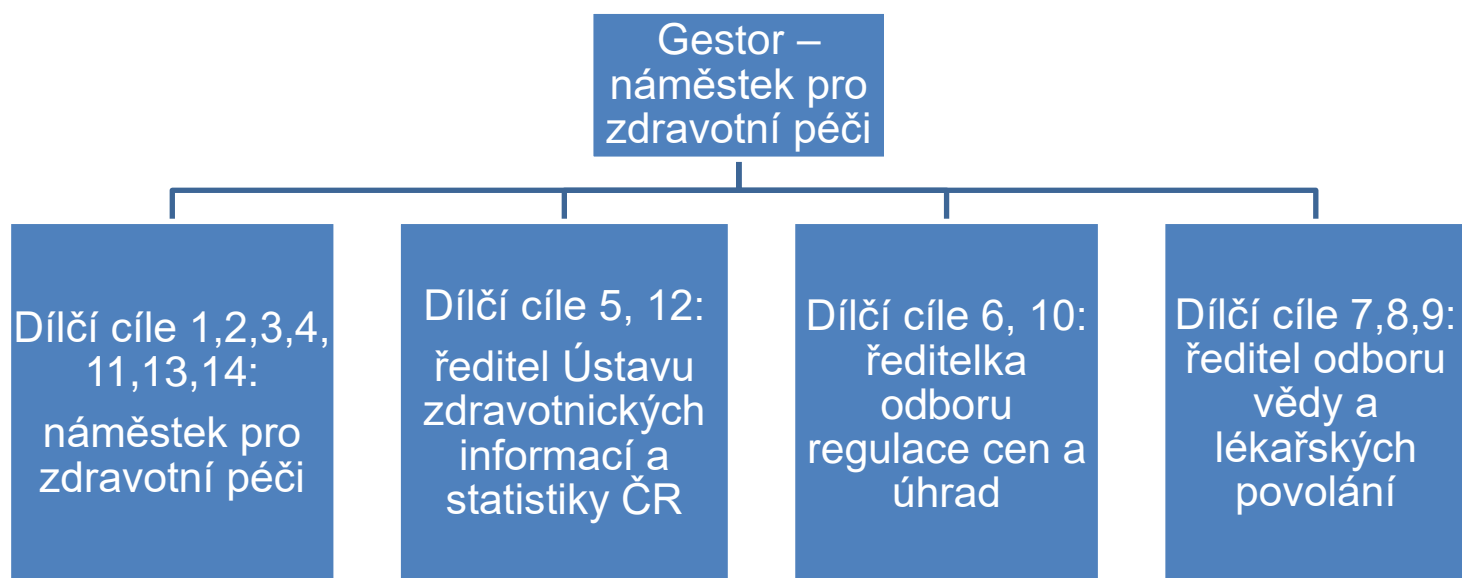 Gestor –
náměstek pro
zdravotní péči
Dílčí cíle 1,2,3,4,
11,13,14:
náměstek pro
zdravotní péči
Dílčí cíle 5, 12:
ředitel Ústavu
zdravotnických
informací a
statistiky ČR
Dílčí cíle 6, 10:
ředitelka
odboru
regulace cen a
úhrad
Dílčí cíle 7,8,9:
ředitel odboru
vědy a
lékařských
povolání